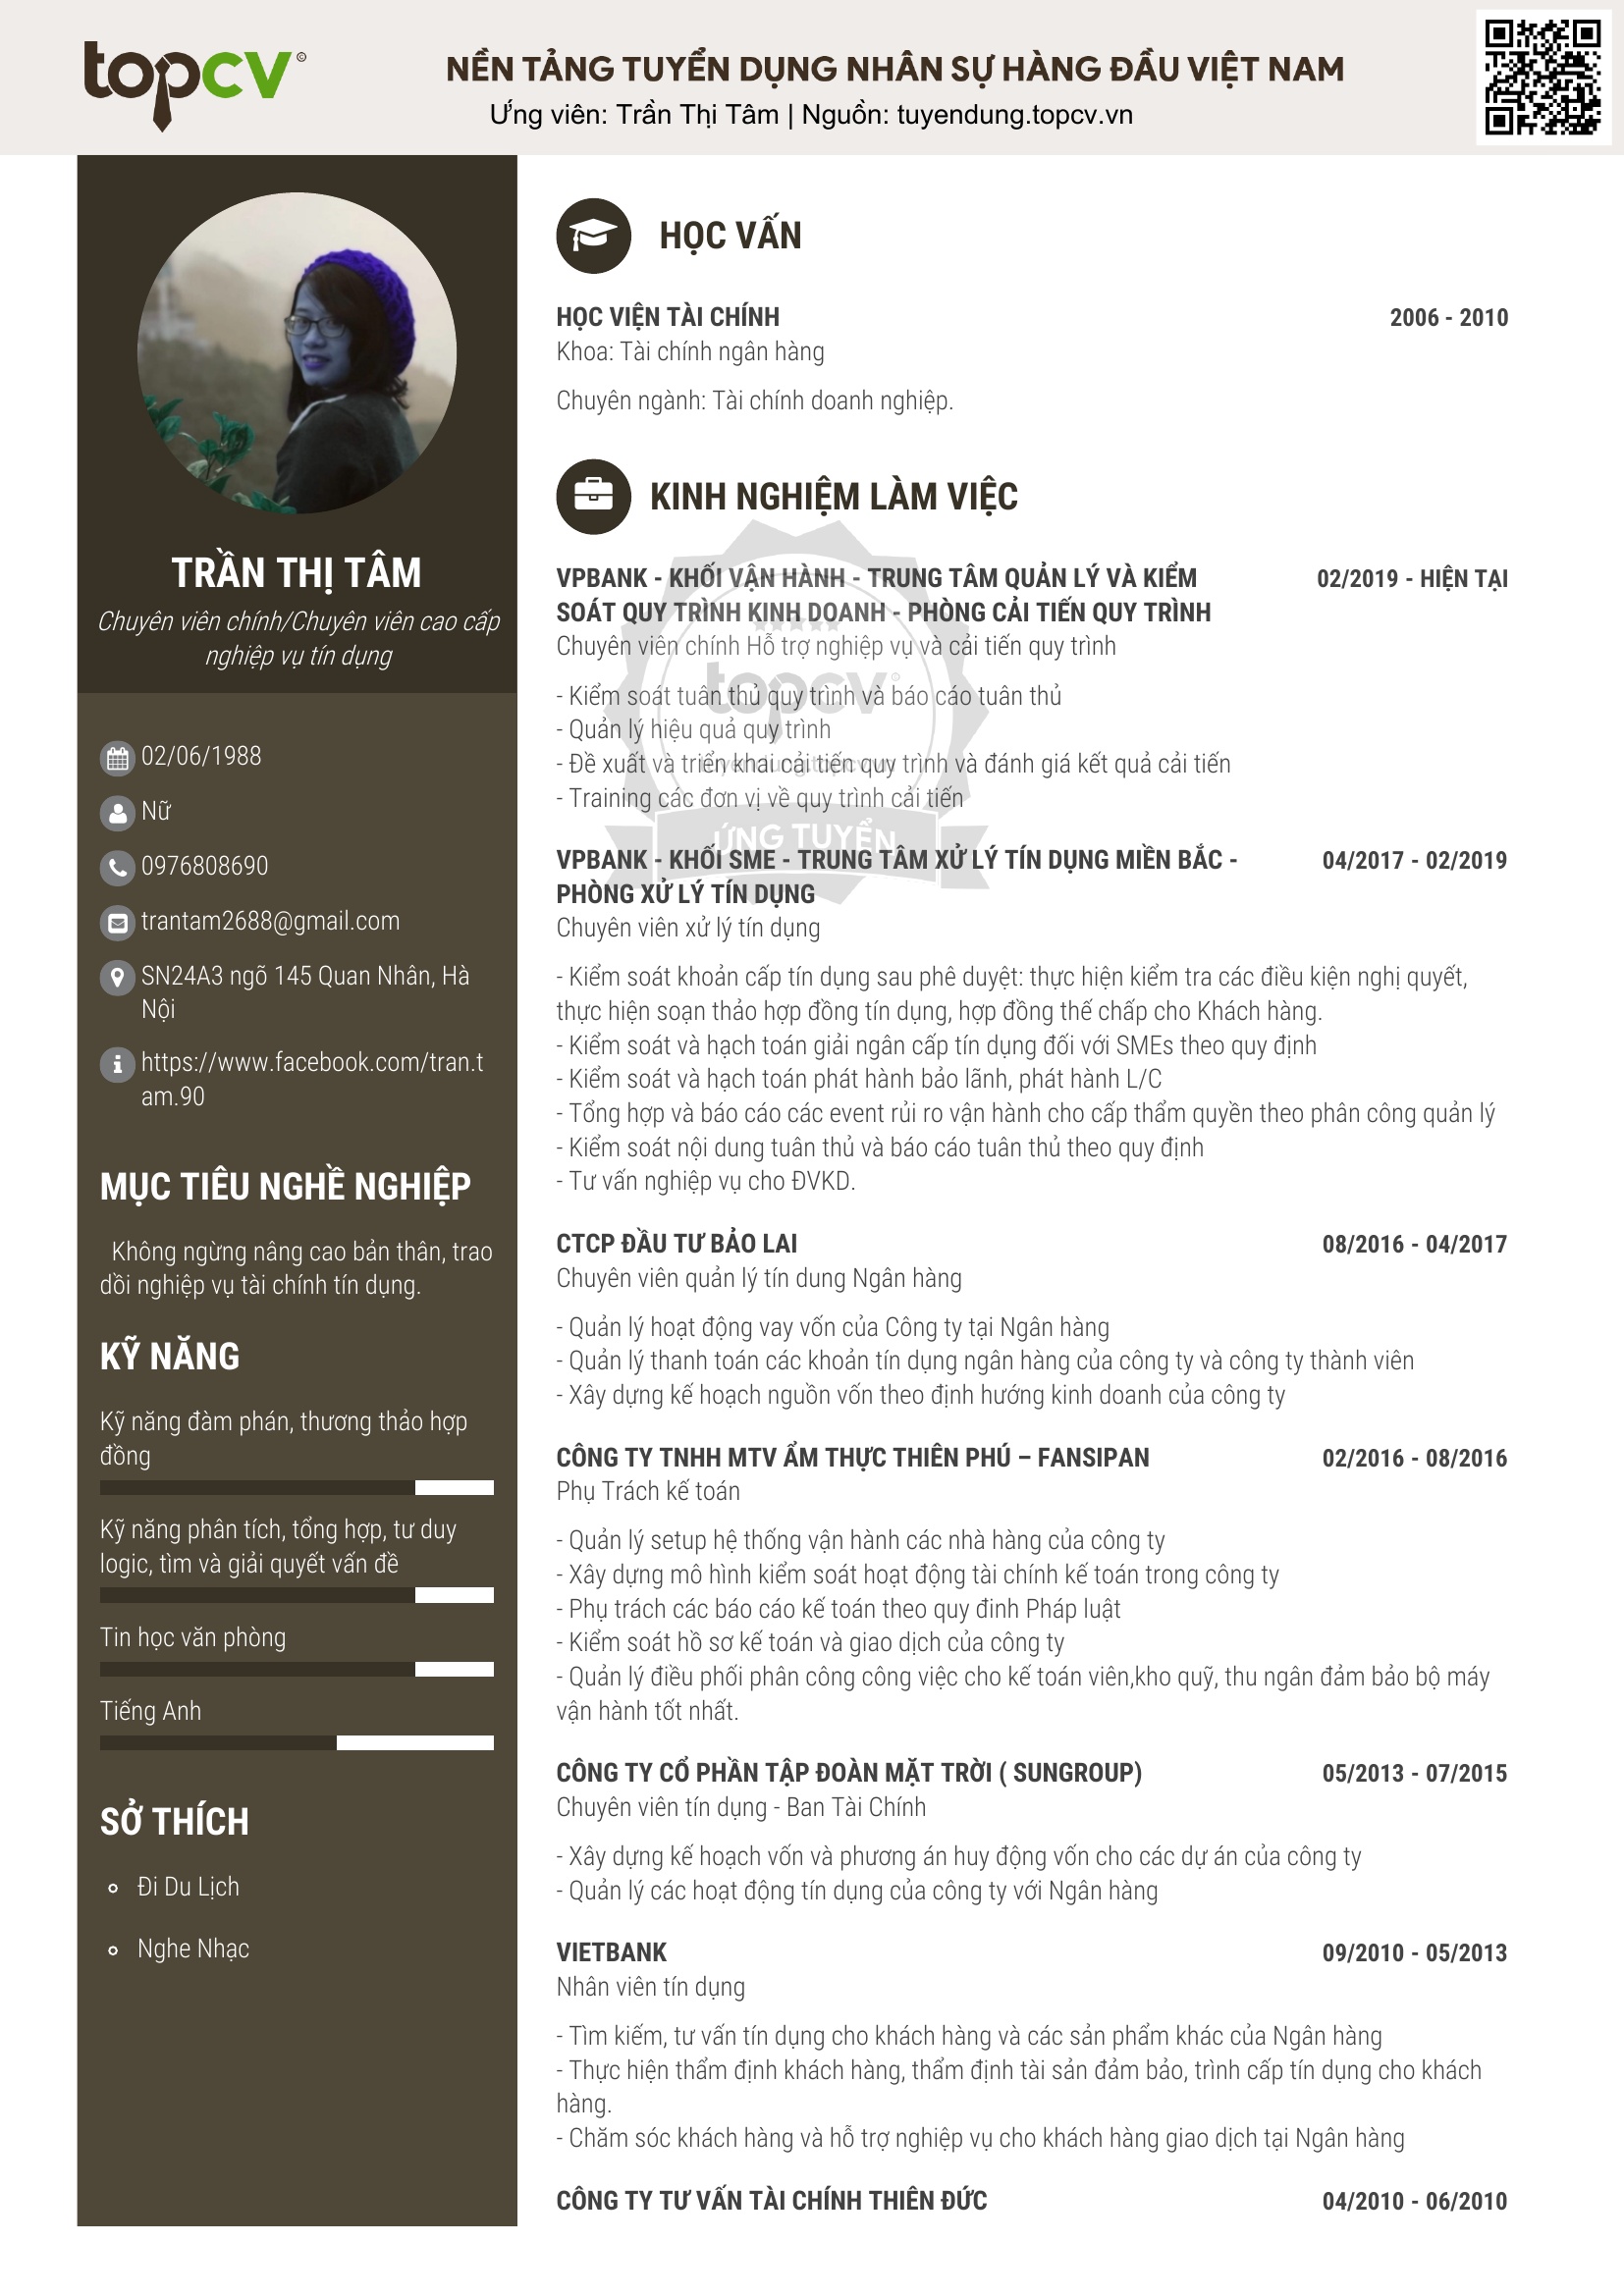 topcv
NỀN TẢNG TUYỂN DỤNG NHÂN SỰ HÀNG ĐẦU VIỆT NAM
Ứng viên: Trần Thị Tâm | Nguồn: tuyendung.topcv.vn
TRẦN THỊ TÂM
Chuyên viên chính/Chuyên viên cao cấp
nghiệp vụ tín dụng
02/06/1988
Nữ
0976808690
trantam2688@gmail.com
SN24A3 ngõ 145 Quan Nhân, Hà
Nội
https://www.facebook.com/tran.t
am.90
MỤC TIÊU NGHỀ NGHIỆP
Không ngừng nâng cao bản thân, trao
dồi nghiệp vụ tài chính tín dụng.
KỸ NĂNG
Kỹ năng đàm phán, thương thảo hợp
đồng
Kỹ năng phân tích, tổng hợp, tư duy
logic, tìm và giải quyết vấn đề
Tin học văn phòng
Tiếng Anh
SỞ THÍCH
Đi Du Lịch
Nghe Nhạc
HỌC VẤN
HỌC VIỆN TÀI CHÍNH 2006 - 2010
Khoa: Tài chính ngân hàng
Chuyên ngành: Tài chính doanh nghiệp.
KINH NGHIỆM LÀM VIỆC
VPBANK - KHỐI VẬN HÀNH - TRUNG TÂM QUẢN LÝ VÀ KIỂM 02/2019 - HIỆN TẠI
SOÁT QUY TRÌNH KINH DOANH - PHÒNG CẢI TIẾN QUY TRÌNH
Chuyên viên chính Hỗ trợ nghiệp vụ và cải tiến quy trình
- Kiểm soát tuân thủ quy trình và báo cáo tuân thủ
- Quản lý hiệu quả quy trình
- Đề xuất và triển khai cải tiến quy trình và đánh giá kết quả cải tiến
- Training các đơn vị về quy trình cải tiến
topcv
tuyendung.topcv.vn
ỨNG TUYỂN
VPBANK - KHỐI SME - TRUNG TÂM XỬ LÝ TÍN DỤNG MIỀN BẮC - 04/2017 - 02/2019
PHÒNG XỬ LÝ TÍN DỤNG
Chuyên viên xử lý tín dụng
- Kiểm soát khoản cấp tín dụng sau phê duyệt: thực hiện kiểm tra các điều kiện nghị quyết,
thực hiện soạn thảo hợp đồng tín dụng, hợp đồng thế chấp cho Khách hàng.
- Kiểm soát và hạch toán giải ngân cấp tín dụng đối với SMEs theo quy định
- Kiểm soát và hạch toán phát hành bảo lãnh, phát hành L/C
- Tổng hợp và báo cáo các event rủi ro vận hành cho cấp thẩm quyền theo phân công quản lý
- Kiểm soát nội dung tuân thủ và báo cáo tuân thủ theo quy định
- Tư vấn nghiệp vụ cho ĐVKD.
CTCP ĐẦU TƯ BẢO LAI 08/2016 - 04/2017
Chuyên viên quản lý tín dung Ngân hàng
- Quản lý hoạt động vay vốn của Công ty tại Ngân hàng
- Quản lý thanh toán các khoản tín dụng ngân hàng của công ty và công ty thành viên
- Xây dựng kế hoạch nguồn vốn theo định hướng kinh doanh của công ty
CÔNG TY TNHH MTV ẨM THỰC THIÊN PHÚ – FANSIPAN 02/2016 - 08/2016
Phụ Trách kế toán
- Quản lý setup hệ thống vận hành các nhà hàng của công ty
- Xây dựng mô hình kiểm soát hoạt động tài chính kế toán trong công ty
- Phụ trách các báo cáo kế toán theo quy đinh Pháp luật
- Kiểm soát hồ sơ kế toán và giao dịch của công ty
- Quản lý điều phối phân công công việc cho kế toán viên,kho quỹ, thu ngân đảm bảo bộ máy
vận hành tốt nhất.
CÔNG TY CỔ PHẦN TẬP ĐOÀN MẶT TRỜI ( SUNGROUP) 05/2013 - 07/2015
Chuyên viên tín dụng - Ban Tài Chính
- Xây dựng kế hoạch vốn và phương án huy động vốn cho các dự án của công ty
- Quản lý các hoạt động tín dụng của công ty với Ngân hàng
VIETBANK 09/2010 - 05/2013
Nhân viên tín dụng
- Tìm kiếm, tư vấn tín dụng cho khách hàng và các sản phẩm khác của Ngân hàng
- Thực hiện thẩm định khách hàng, thẩm định tài sản đảm bảo, trình cấp tín dụng cho khách
hàng.
- Chăm sóc khách hàng và hỗ trợ nghiệp vụ cho khách hàng giao dịch tại Ngân hàng
CÔNG TY TƯ VẤN TÀI CHÍNH THIÊN ĐỨC 04/2010 - 06/2010